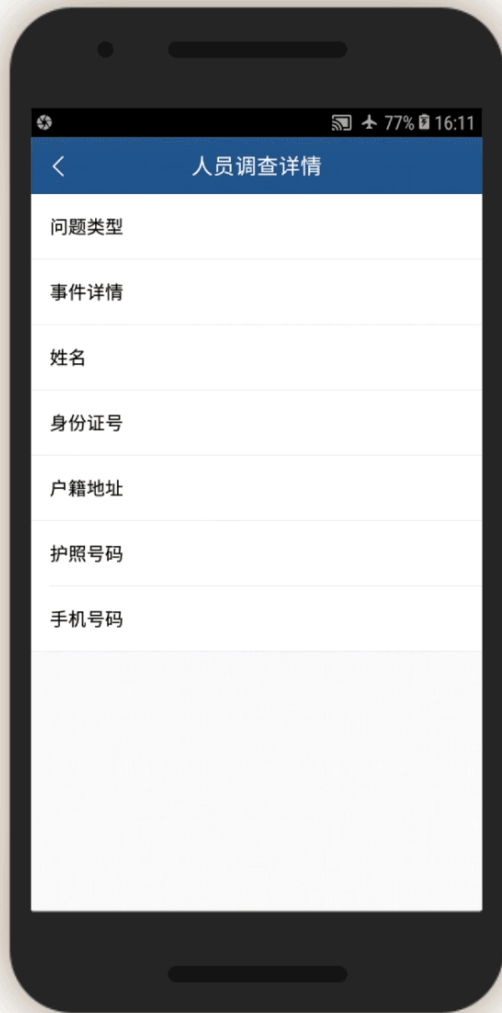 77% 16:11
人员调查详情
问题类型
事件详情
姓名
身份证号
户籍地址
护照号码
手机号码